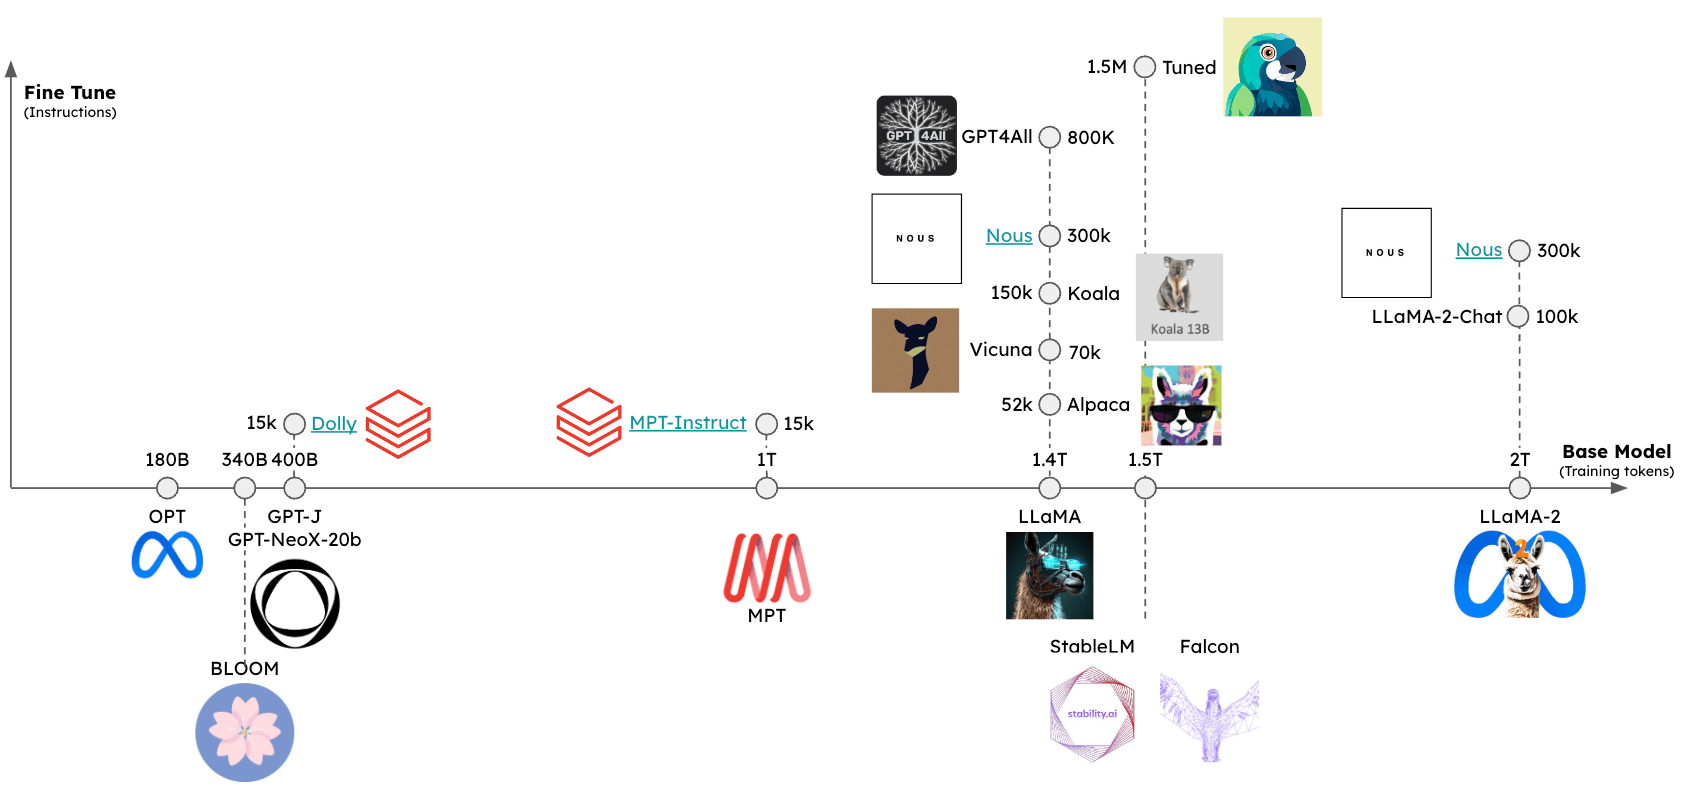 Fine Tune
(Instructions)
1.5M Tuned
GPT 4All GPT4All 800K
NOUS Nous 300k
NOUS Nous 300k
150k Koala
Koala 13B
LLaMA-2-Chat 100k
Vicuna 70k
52k Alpaca
15k Dolly
MPT-Instruct 15k
180B 340B 400B 1T 1.4T 1.5T 2T
Base Model
(Training tokens)
OPT GPT-J LLaMA LLaMA-2
GPT-NeoX-20b
2
MPT
StableLM Falcon
BLOOM
stability.ai